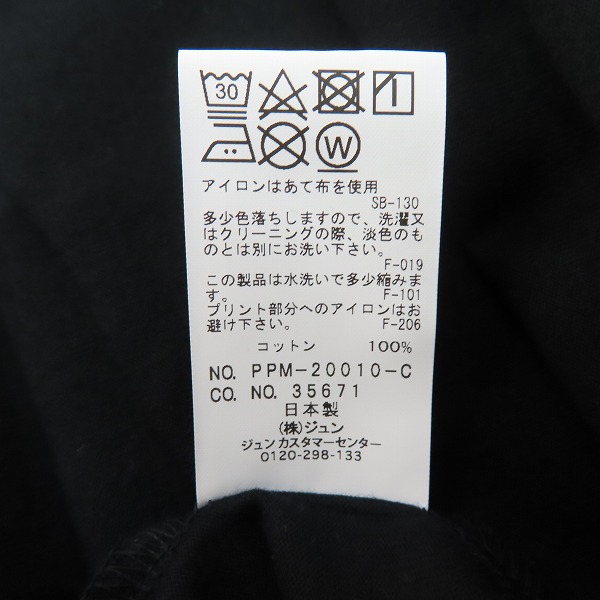 30
W
アイロンはあて布を使用
SB-130
多少色落ちしますので、洗濯又
はクリーニングの際、淡色のも
のとは別にお洗い下さい。
F-019
この製品は水洗いで多少縮みま
す。 F-101
プリント部分へのアイロンはお
避け下さい。 F-206
コットン 100%
NO. PPM-20010-C
CO. NO. 35671
日本製
(株)ジュン
ジュン カスタマーセンター
0120-298-133